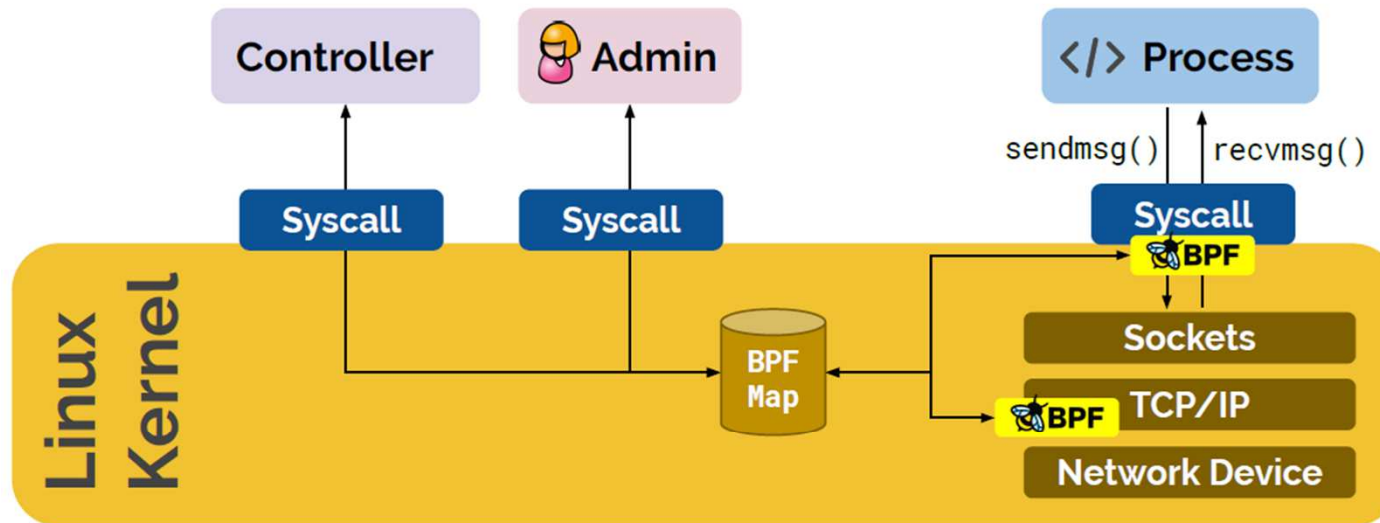 Controller
Admin
</> Process
sendmsg()
recvmsg()
Syscall
Syscall
Syscall
BPF
Linux
Kernel
BPF
Map
Sockets
TCP/IP
BPF
Network Device